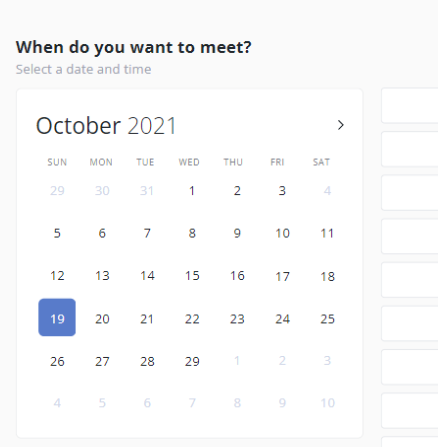 When do you want to meet?
Select a date and time
October 2021
SUN MON TUE WED THU FRI SAT
29 30 31 1 2 3 4
5 6 7 8 9 10 11
12 13 14 15 16 17 18
19 20 21 22 23 24 25
26 27 28 29 1 2 3
4 5 6 7 8 9 10